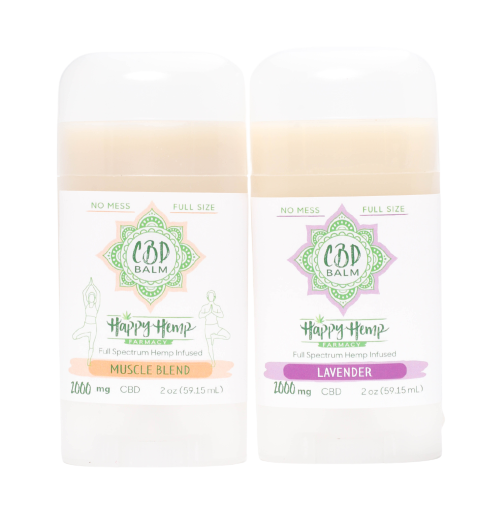 NO MESS FULL SIZE
CBD
BALM
Happy Hemp
FARMACY
Full Spectrum Hemp Infused
MUSCLE BLEND
1000 mg CBD 2 oz (59.15 mL)
NO MESS FULL SIZE
CBD
BALM
Happy Hemp
FARMACY
Full Spectrum Hemp Infused
LAVENDER
1000 mg CBD 2 oz (59.15 mL)